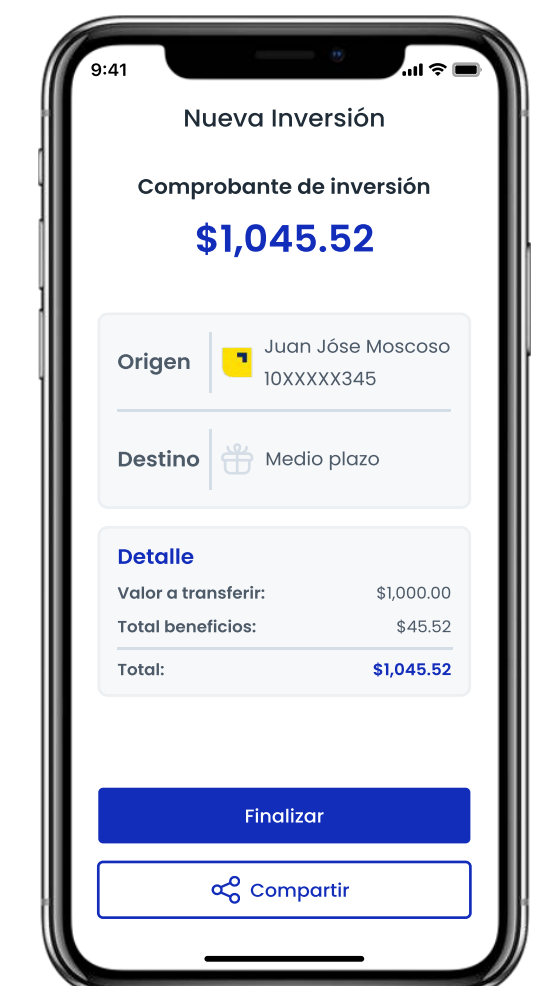 9:41
Nueva Inversión
Comprobante de inversión
$1,045.52
Origen
Juan Jóse Moscoso
10XXXXX345
Destino
Medio plazo
Detalle
Valor a transferir: $1,000.00
Total beneficios: $45.52
Total: $1,045.52
Finalizar
Compartir